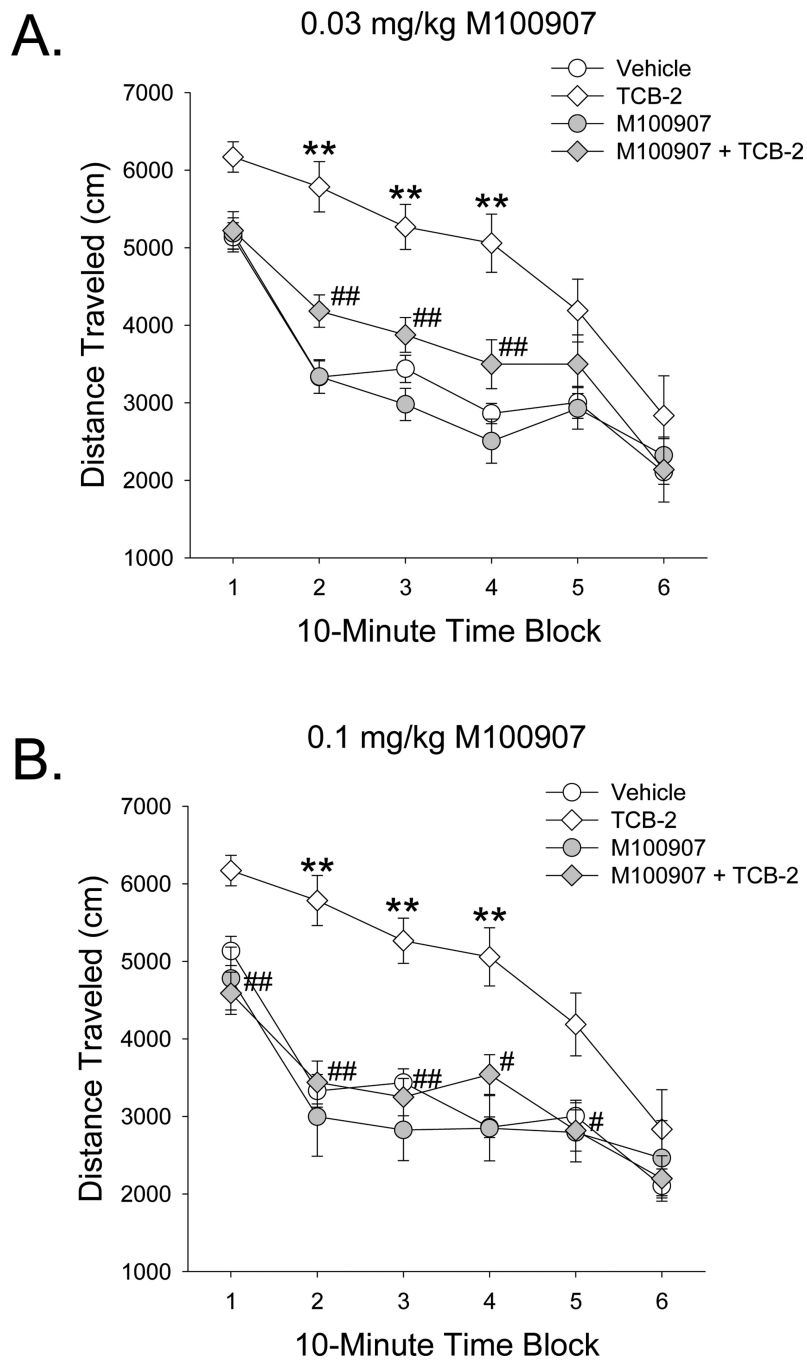 A.
0.03 mg/kg M100907
Vehicle
TCB-2
M100907
M100907 + TCB-2
Distance Traveled (cm)
7000
6000
5000
4000
3000
2000
1000
**
**
**
##
##
##
1 2 3 4 5 6
10-Minute Time Block
B.
0.1 mg/kg M100907
Vehicle
TCB-2
M100907
M100907 + TCB-2
Distance Traveled (cm)
7000
6000
5000
4000
3000
2000
1000
**
**
**
##
##
##
#
#
1 2 3 4 5 6
10-Minute Time Block